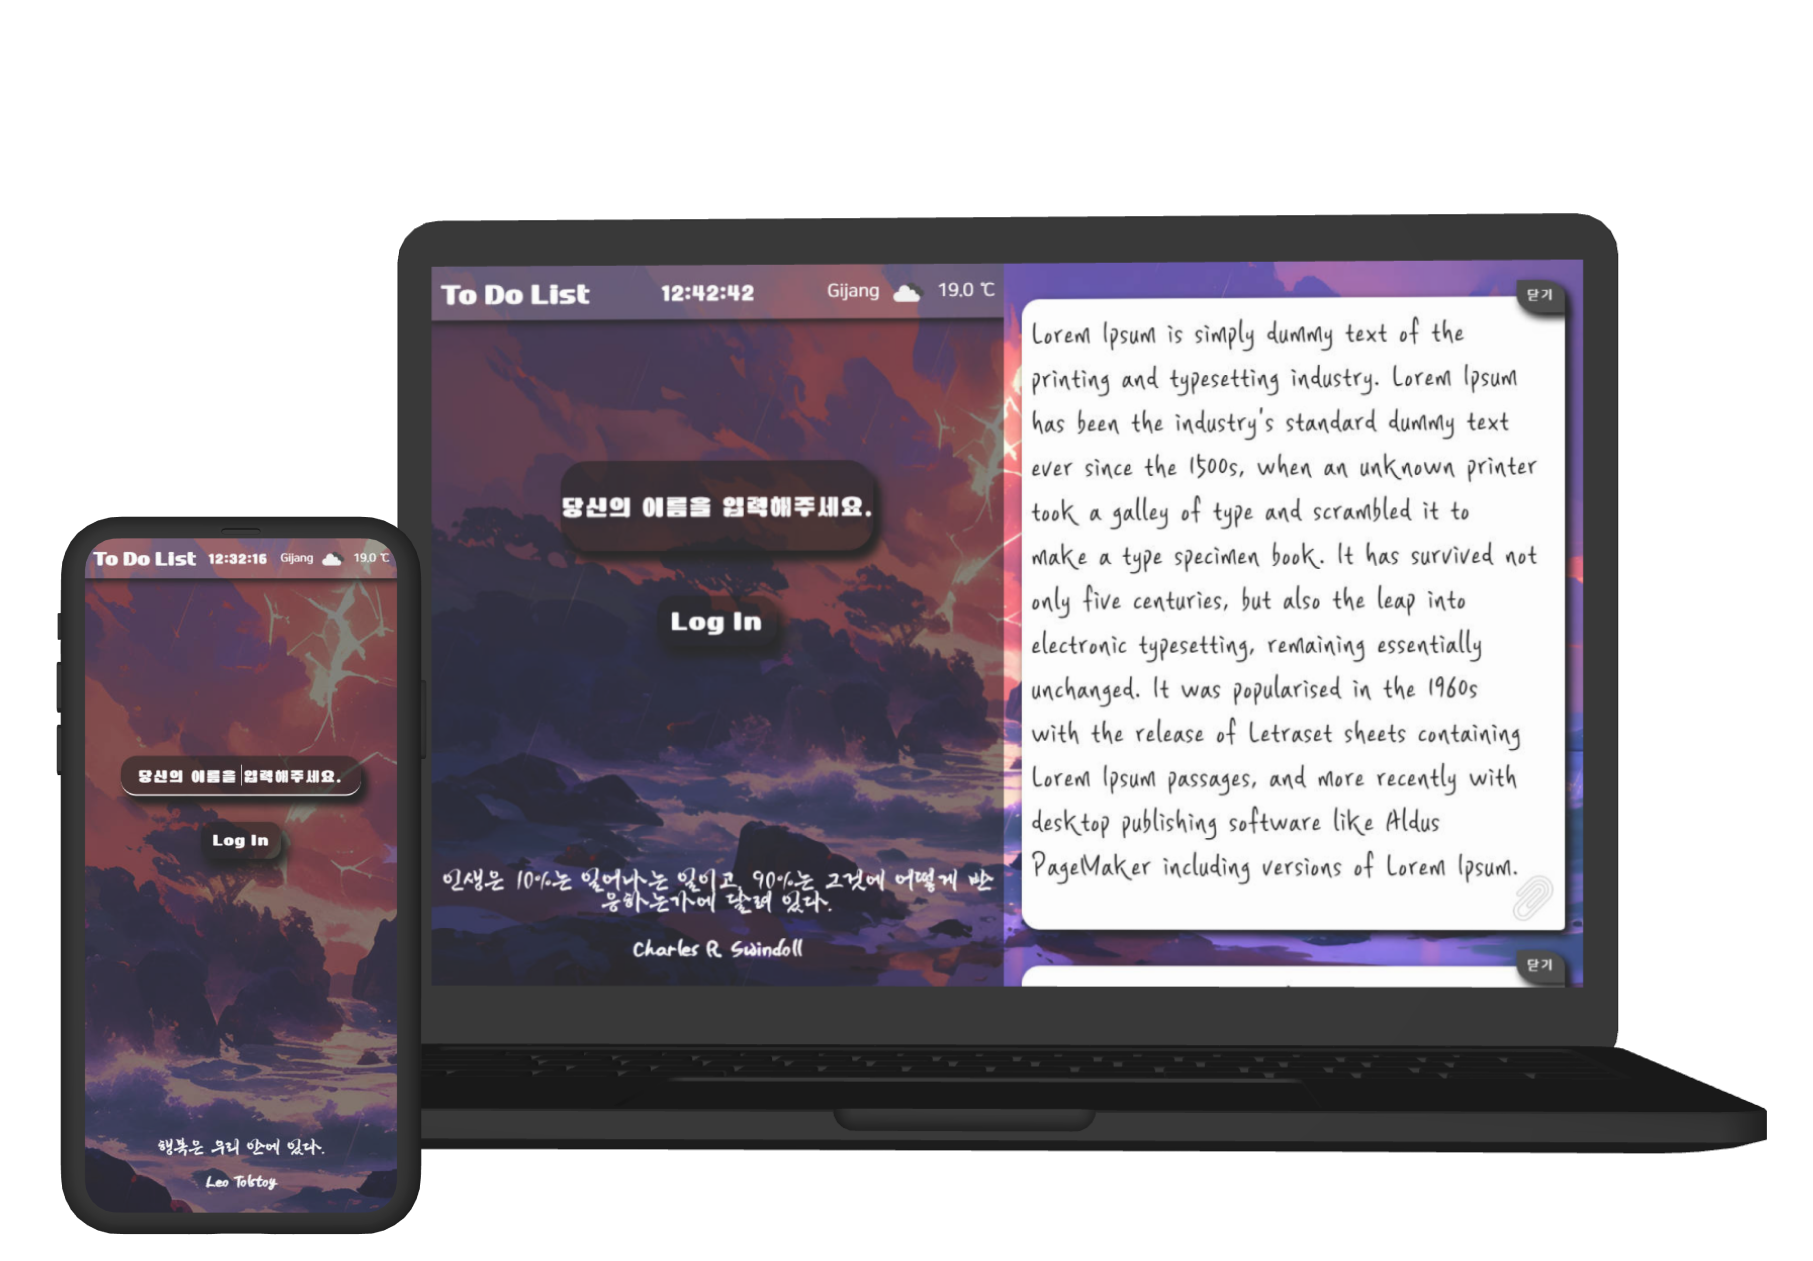 To Do List 12:42:42 Gijang 19.0 ℃
당신의 이름을 입력해주세요.
Log In
인생은 10%는 일어나는 일이고, 90%는 그것에 어떻게 반
응하는가에 달려 있다.
Charles R. Swindoll
닫기
Lorem Ipsum is simply dummy text of the
printing and typesetting industry. Lorem Ipsum
has been the industry's standard dummy text
ever since the 1500s, when an unknown printer
took a galley of type and scrambled it to
make a type specimen book. It has survived not
only five centuries, but also the leap into
electronic typesetting, remaining essentially
unchanged. It was popularised in the 1960s
with the release of Letraset sheets containing
Lorem Ipsum passages, and more recently with
desktop publishing software like Aldus
PageMaker including versions of Lorem Ipsum.
닫기
To Do List 12:32:16 Gijang 19.0 ℃
당신의 이름을 입력해주세요.
Log In
행복은 우리 안에 있다.
Leo Tolstoy